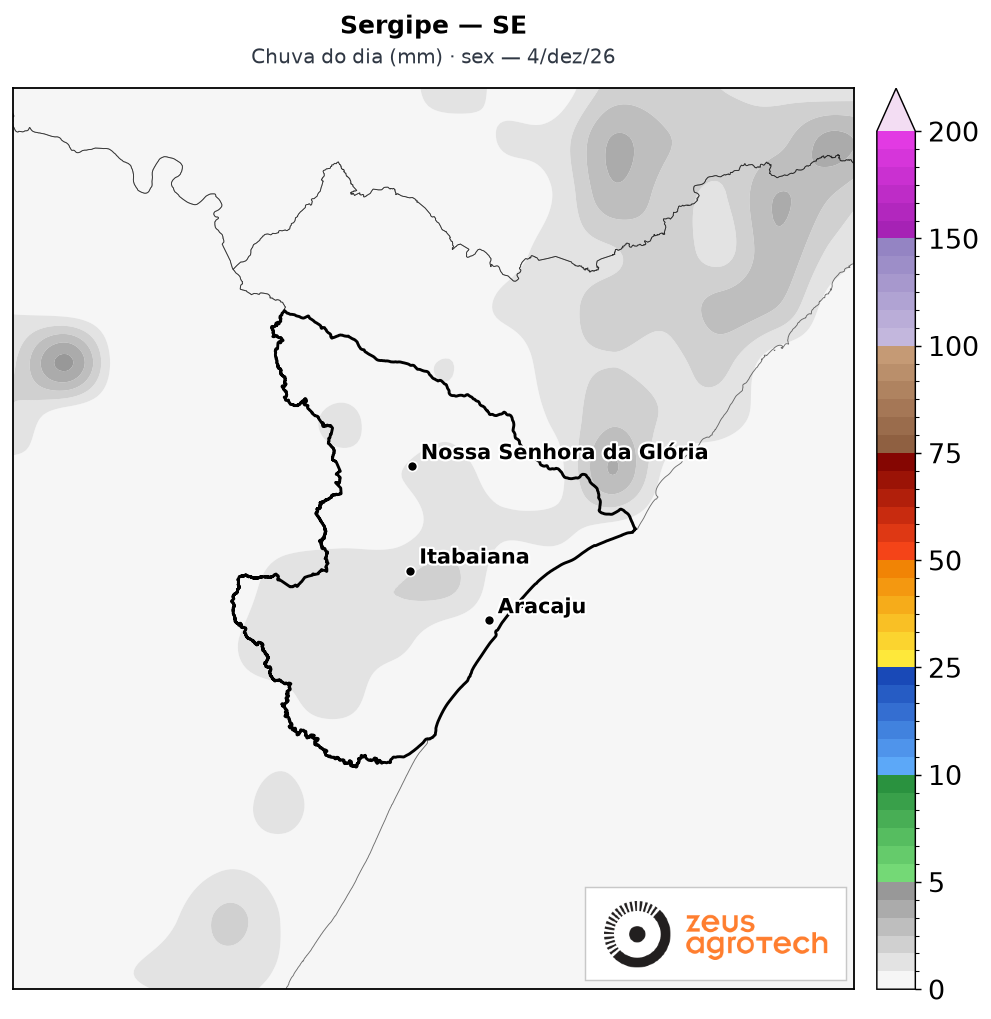 Sergipe — SE
Chuva do dia (mm) · sex — 4/dez/26
200
150
100
75
50
25
10
5
0
Nossa Senhora da Glória
Itabaiana
Aracaju
zeus
agrotech